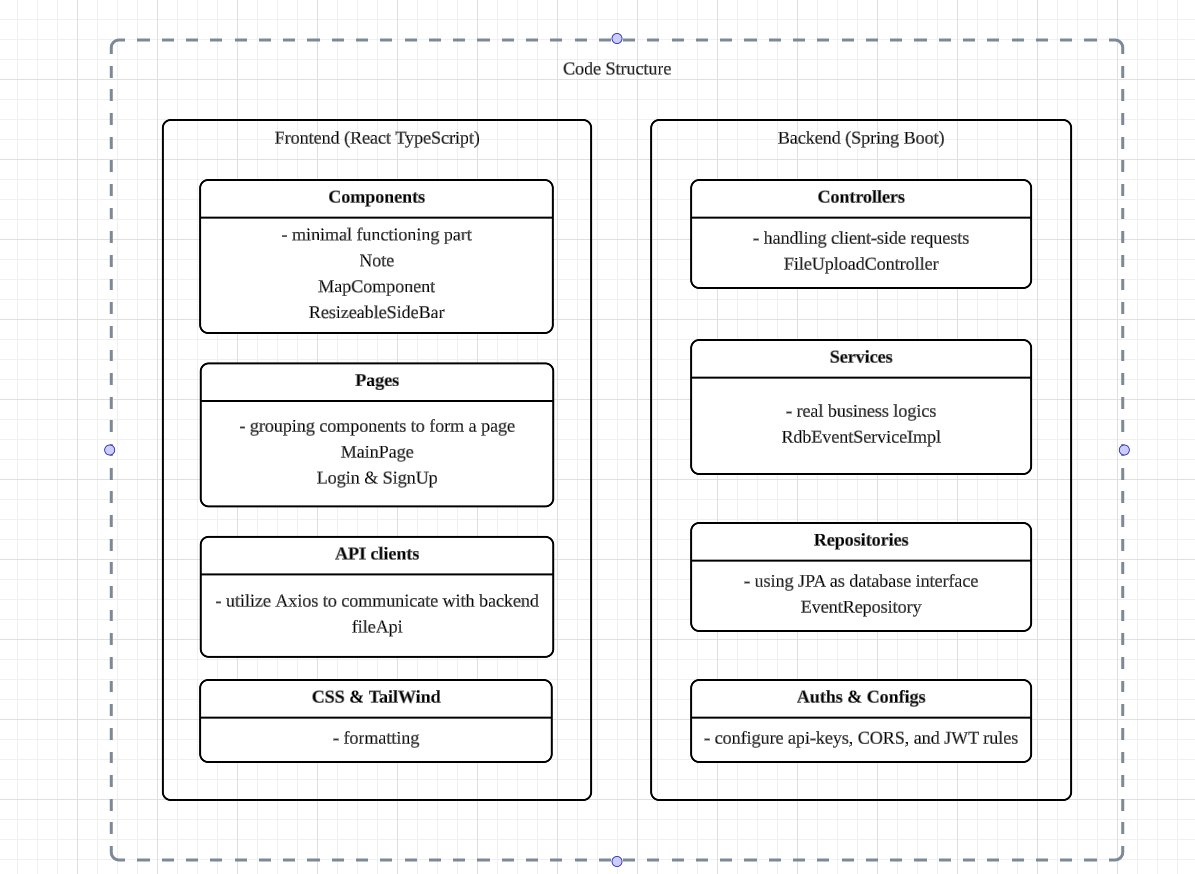 Code Structure
Frontend (React TypeScript)
Components
- minimal functioning part
Note
MapComponent
ResizeableSideBar
Pages
- grouping components to form a page
MainPage
Login & SignUp
API clients
- utilize Axios to communicate with backend
fileApi
CSS & TailWind
- formatting
Backend (Spring Boot)
Controllers
- handling client-side requests
FileUploadController
Services
- real business logics
RdbEventServiceImpl
Repositories
- using JPA as database interface
EventRepository
Auths & Configs
- configure api-keys, CORS, and JWT rules